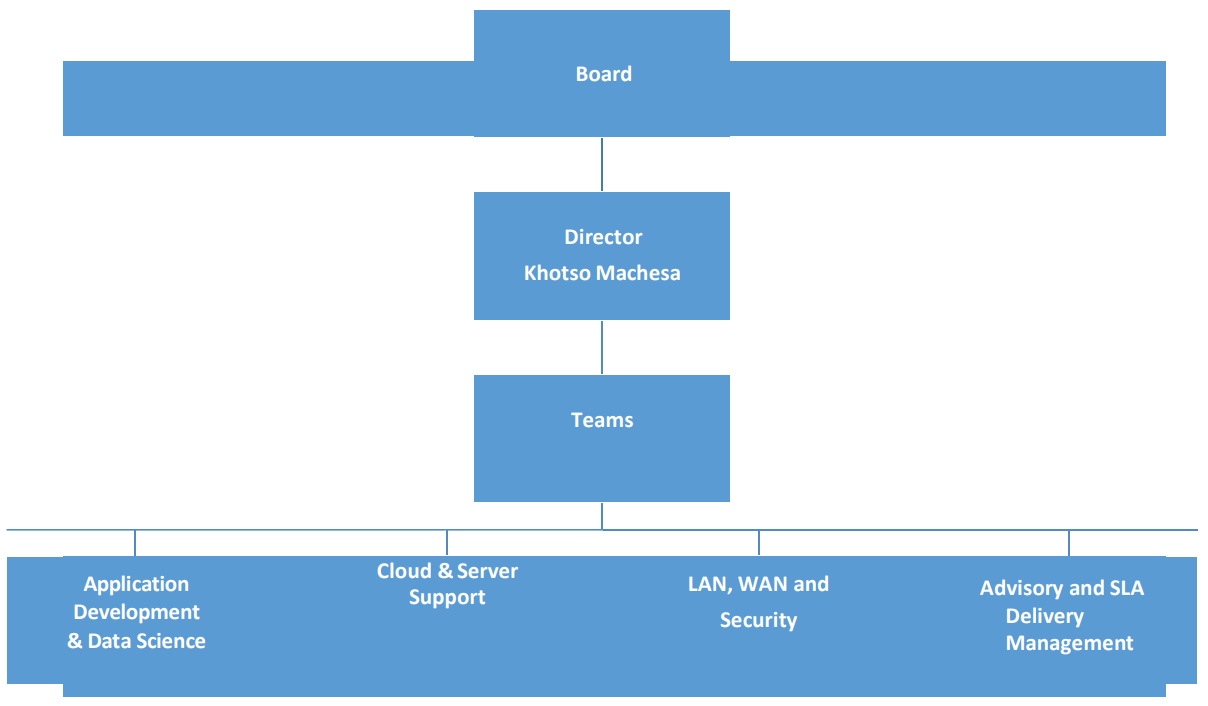 Board
Director
Khotso Machesa
Teams
Application
Development
& Data Science
Cloud & Server
Support
LAN, WAN and
Security
Advisory and SLA
Delivery
Management